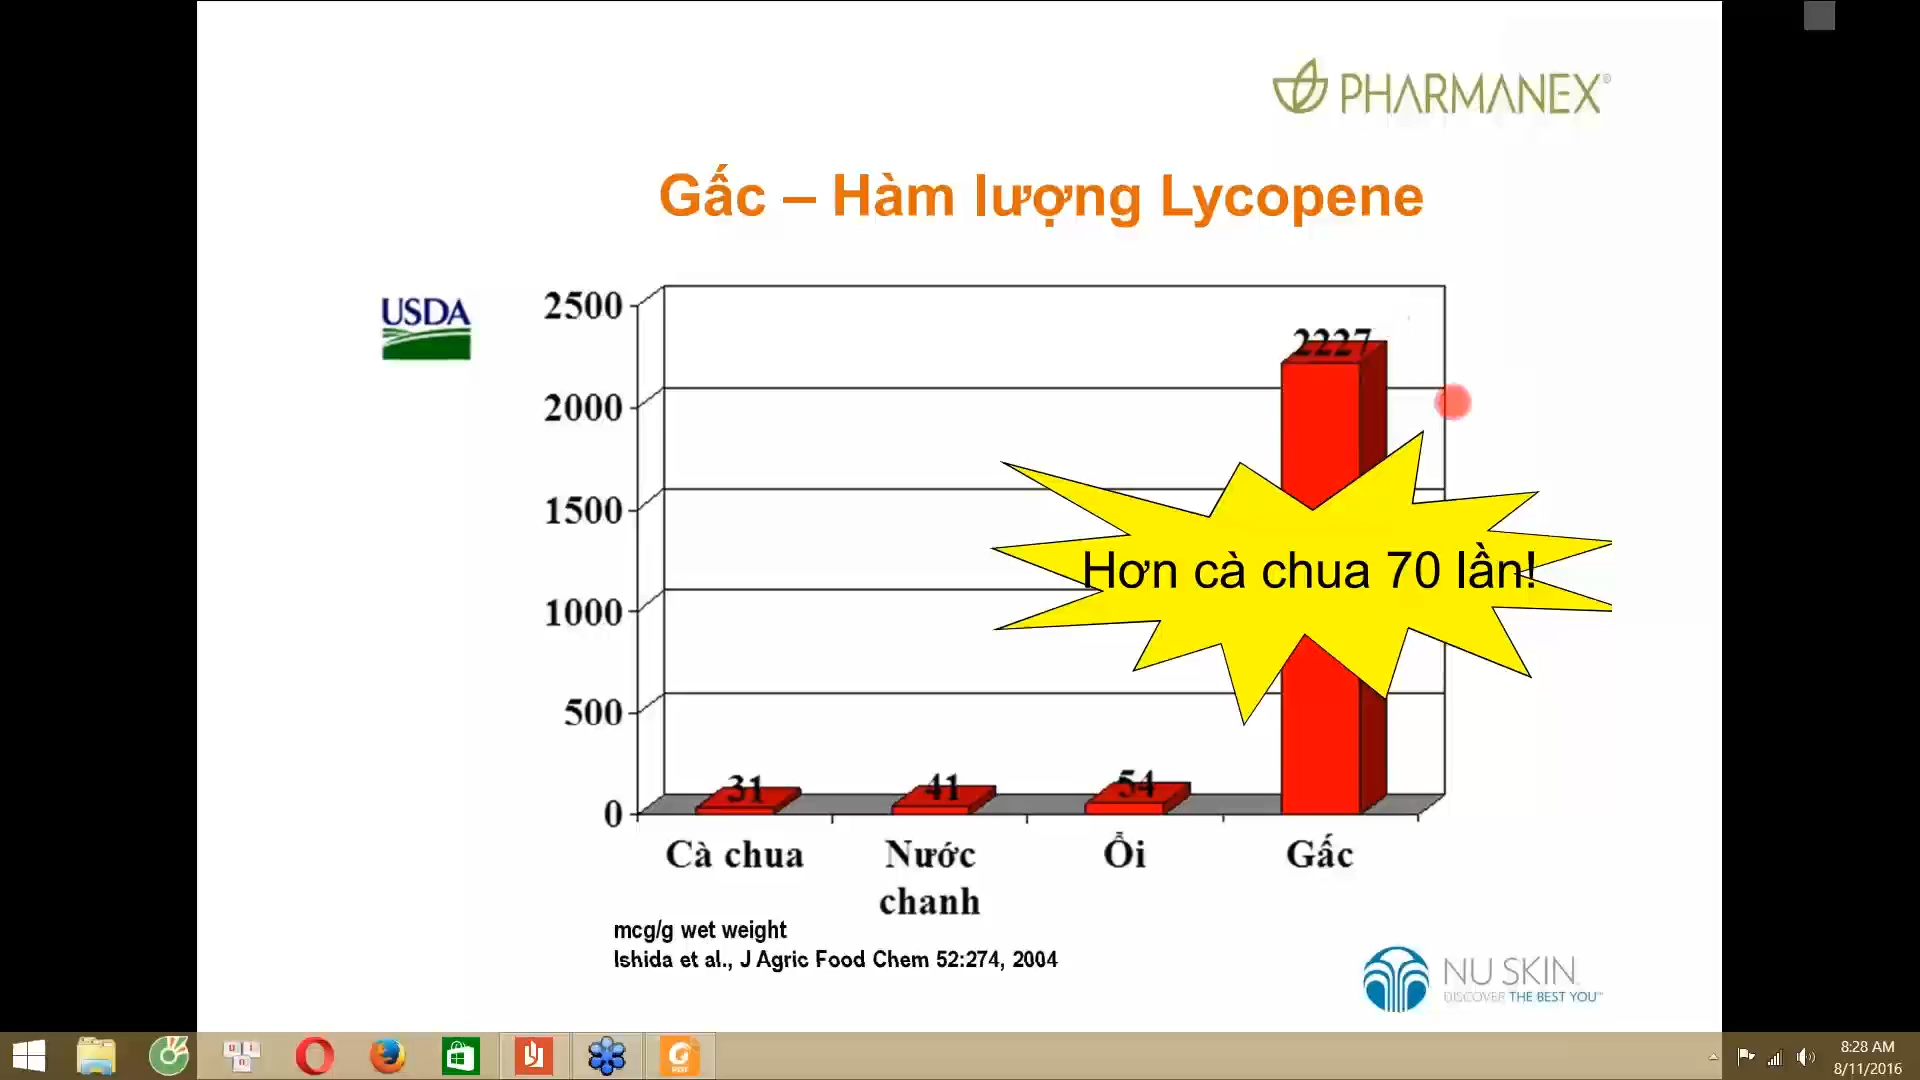 PHARMANEX®
Gấc – Hàm lượng Lycopene
USDA
2500
2000
1500
1000
500
0
2227
Hơn cà chua 70 lần!
31
41
54
Cà chua
Nước
chanh
Ổi
Gấc
mcg/g wet weight
Ishida et al., J Agric Food Chem 52:274, 2004
NU SKIN
DISCOVER THE BEST YOU™
8:28 AM
8/11/2016